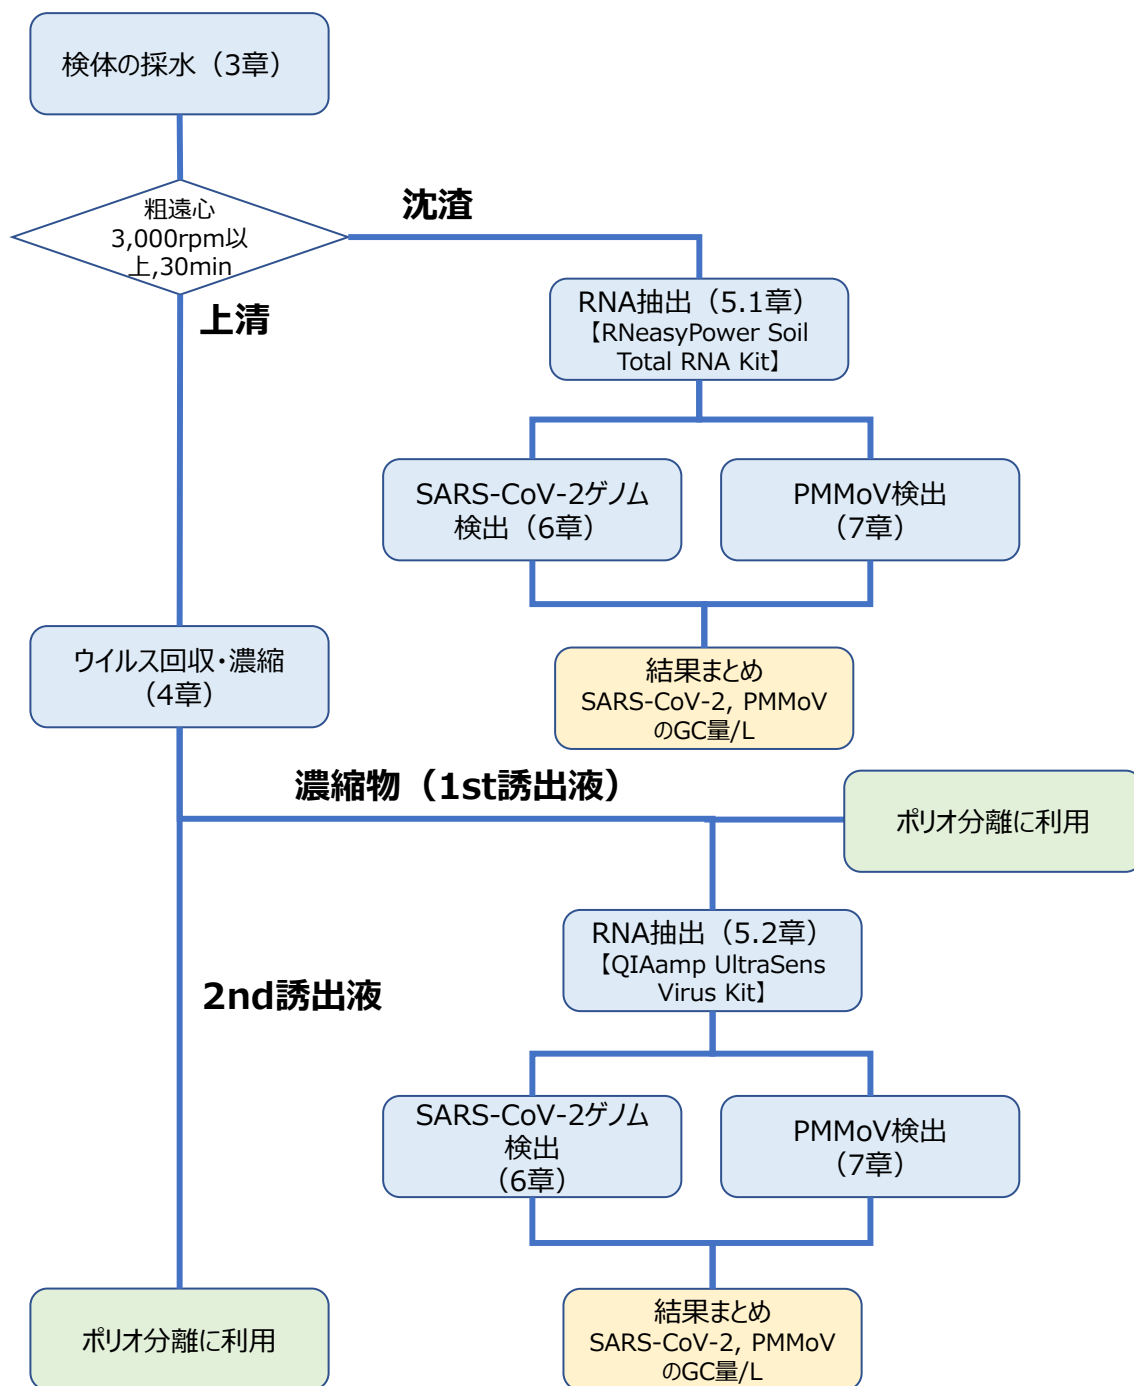 検体の採水（3章）
粗遠心
3,000rpm以
上,30min
沈渣
上清
RNA抽出（5.1章）
【RNeasyPower Soil
Total RNA Kit】
SARS-CoV-2ゲノム
検出（6章）
PMMoV検出
（7章）
結果まとめ
SARS-CoV-2, PMMoV
のGC量/L
ウイルス回収・濃縮
（4章）
濃縮物（1st誘出液）
ポリオ分離に利用
RNA抽出（5.2章）
【QIAamp UltraSens
Virus Kit】
2nd誘出液
SARS-CoV-2ゲノム
検出
（6章）
PMMoV検出
（7章）
結果まとめ
SARS-CoV-2, PMMoV
のGC量/L
ポリオ分離に利用